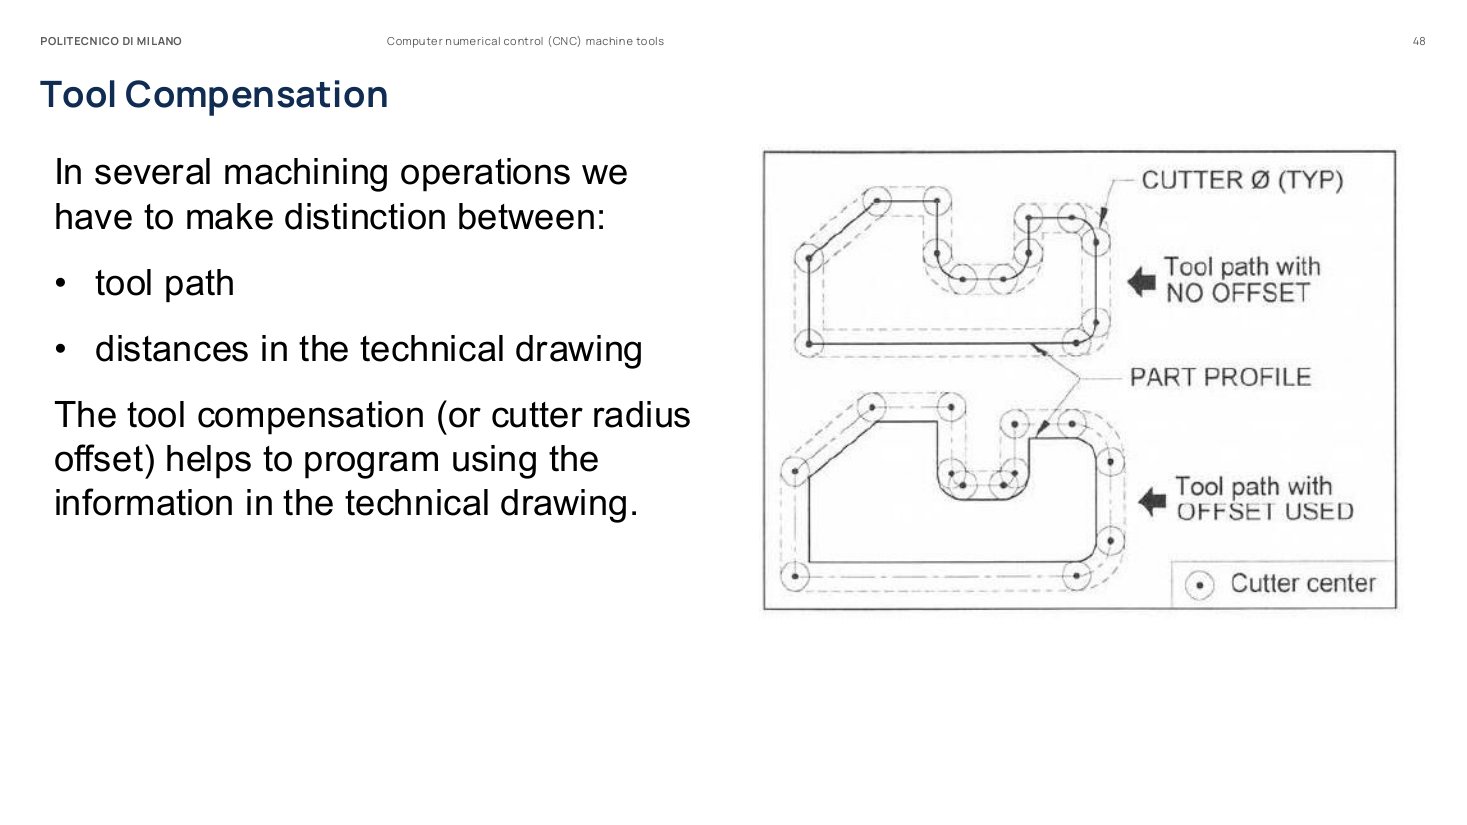 POLITECNICO DI MILANO
Computer numerical control (CNC) machine tools
48
Tool Compensation
In several machining operations we
have to make distinction between:
• tool path
• distances in the technical drawing
The tool compensation (or cutter radius
offset) helps to program using the
information in the technical drawing.
CUTTER Ø (TYP)
Tool path with
NO OFFSET
PART PROFILE
Tool path with
OFFSET USED
Cutter center